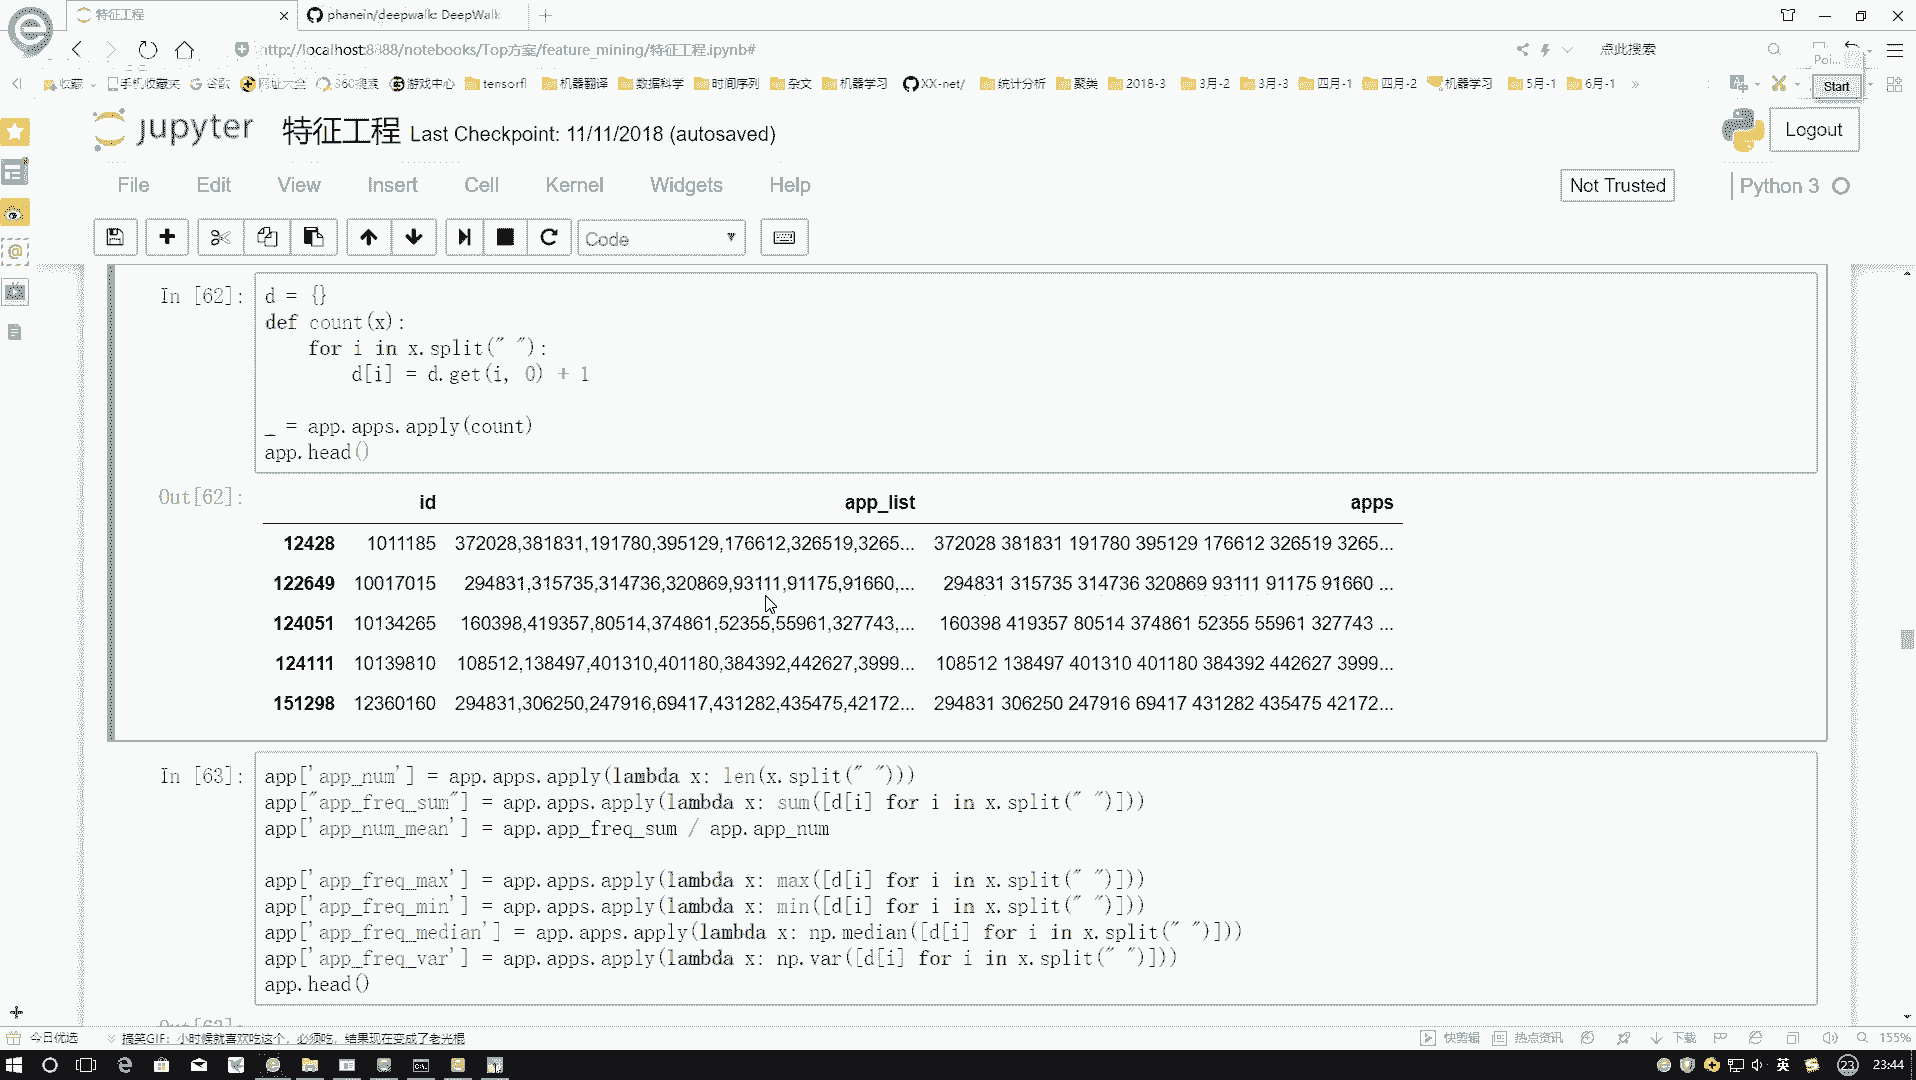 特征工程
phanein/deepwalk: DeepWalk
http://localhost:8888/notebooks/Top方案/feature_mining/特征工程.ipynb#
点此搜索
收藏 手机收藏夹 谷歌 网址大全 360搜索 游戏中心 tensorfl 机器翻译 数据科学 时间序列 杂文 机器学习 XX-net/ 统计分析 聚类 2018-3 3月-2 3月-3 四月-1 四月-2 机器学习 5月-1 6月-1 »
Poi...
Start
jupyter 特征工程 Last Checkpoint: 11/11/2018 (autosaved)
Logout
File Edit View Insert Cell Kernel Widgets Help
Not Trusted
Python 3
Code
In [62]:
d = {}
def count(x):
    for i in x.split(" "):
        d[i] = d.get(i, 0) + 1
_ = app.apps.apply(count)
app.head()
Out[62]:
id app_list apps
12428 1011185 372028,381831,191780,395129,176612,326519,3265... 372028 381831 191780 395129 176612 326519 3265...
122649 10017015 294831,315735,314736,320869,93111,91175,91660,... 294831 315735 314736 320869 93111 91175 91660 ...
124051 10134265 160398,419357,80514,374861,52355,55961,327743,... 160398 419357 80514 374861 52355 55961 327743 ...
124111 10139810 108512,138497,401310,401180,384392,442627,3999... 108512 138497 401310 401180 384392 442627 3999...
151298 12360160 294831,306250,247916,69417,431282,435475,42172... 294831 306250 247916 69417 431282 435475 42172...
In [63]:
app['app_num'] = app.apps.apply(lambda x: len(x.split(" ")))
app["app_freq_sum"] = app.apps.apply(lambda x: sum([d[i] for i in x.split(" ")]))
app['app_num_mean'] = app.app_freq_sum / app.app_num
app['app_freq_max'] = app.apps.apply(lambda x: max([d[i] for i in x.split(" ")]))
app['app_freq_min'] = app.apps.apply(lambda x: min([d[i] for i in x.split(" ")]))
app['app_freq_median'] = app.apps.apply(lambda x: np.median([d[i] for i in x.split(" ")]))
app['app_freq_var'] = app.apps.apply(lambda x: np.var([d[i] for i in x.split(" ")]))
app.head()
Out[63]:
今日优选 搞笑GIF: 小时候就喜欢吃这个，必须吃，结果现在变成了老光棍
快剪辑 热点资讯 下载 155%
英 23 23:44